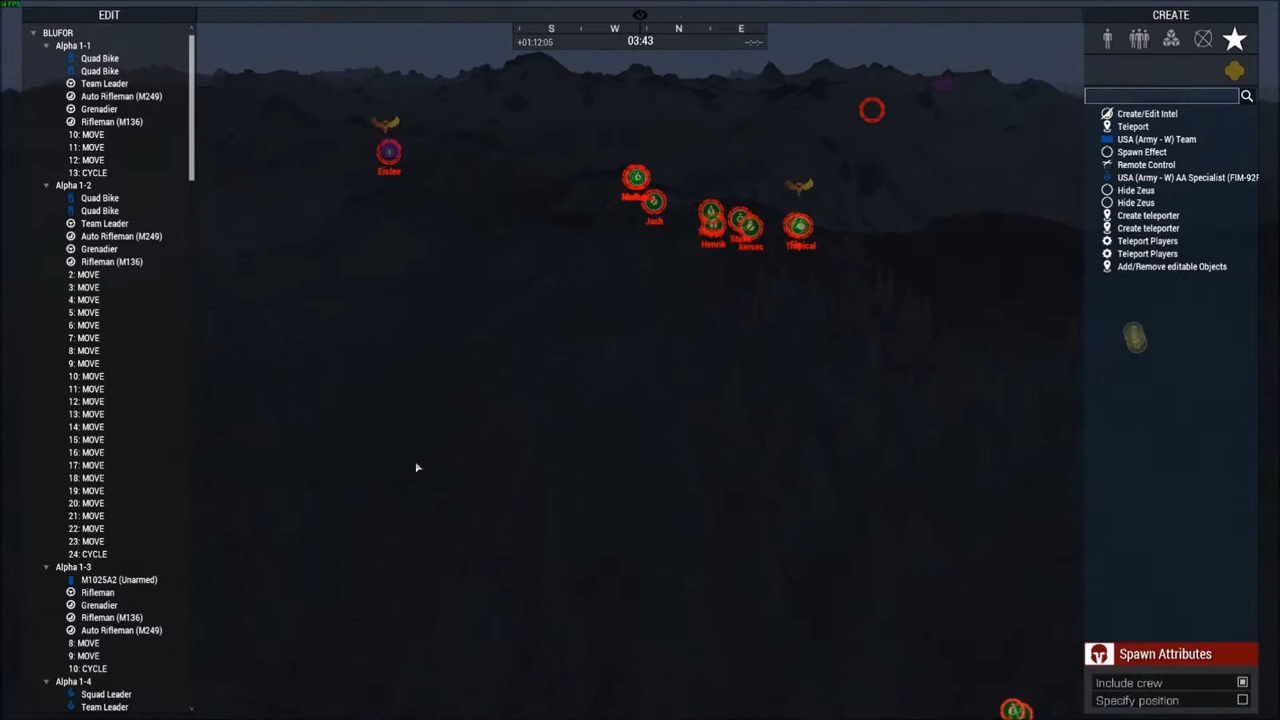 EDIT
BLUFOR
Alpha 1-1
Quad Bike
Quad Bike
Team Leader
Auto Rifleman (M249)
Grenadier
Rifleman (M136)
10: MOVE
11: MOVE
12: MOVE
13: CYCLE
Alpha 1-2
Quad Bike
Quad Bike
Team Leader
Auto Rifleman (M249)
Grenadier
Rifleman (M136)
2: MOVE
3: MOVE
4: MOVE
5: MOVE
6: MOVE
7: MOVE
8: MOVE
9: MOVE
10: MOVE
11: MOVE
12: MOVE
13: MOVE
14: MOVE
15: MOVE
16: MOVE
17: MOVE
18: MOVE
19: MOVE
20: MOVE
21: MOVE
22: MOVE
23: MOVE
24: CYCLE
Alpha 1-3
M1025A2 (Unarmed)
Rifleman
Grenadier
Rifleman (M136)
Auto Rifleman (M249)
8: MOVE
9: MOVE
10: CYCLE
Alpha 1-4
Squad Leader
Team Leader
S W N E
+01:12:05 03:43 --:--
Jash
Henrik
Xerses
CREATE
Create/Edit Intel
Teleport
USA (Army - W) Team
Spawn Effect
Remote Control
USA (Army - W) AA Specialist (FIM-92F
Hide Zeus
Hide Zeus
Create teleporter
Create teleporter
Teleport Players
Teleport Players
Add/Remove editable Objects
Spawn Attributes
Include crew
Specify position